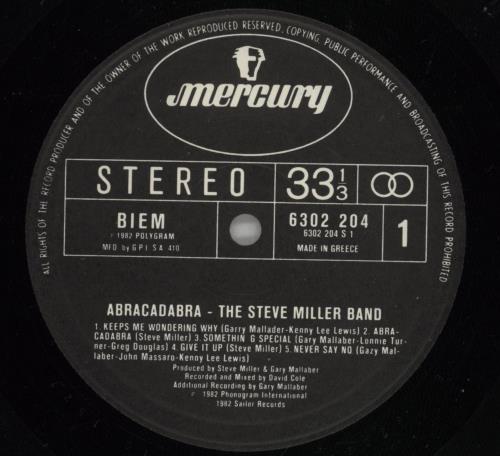 ALL RIGHTS OF THE RECORD PRODUCER AND OF THE OWNER OF THE WORK REPRODUCED RESERVED. COPYING, PUBLIC PERFORMANCE AND BROADCASTING OF THIS RECORD PROHIBITED
mercury
STEREO
33 1/3
BIEM
℗ 1982 POLYGRAM
MFD by G P I S A 410
6302 204
6302 204 S 1
MADE IN GREECE
1
ABRACADABRA - THE STEVE MILLER BAND
1. KEEPS ME WONDERING WHY (Garry Mallader-Kenny Lee Lewis) 2. ABRA-
CADABRA (Steve Miller) 3. SOMETHIN G SPECIAL (Gary Mallaber-Lonnie Tur-
ner-Greg Douglas) 4. GIVE IT UP (Steve Miller) 5. NEVER SAY NO (Gazy Mal-
laber-John Massaro-Kenny Lee Lewis)
Produced by Steve Miller & Gary Mallaber
Recorded and Mixed by David Cole
Additional Recording by Gary Mallaber
℗ 1982 Phonogram International
1982 Sailor Records